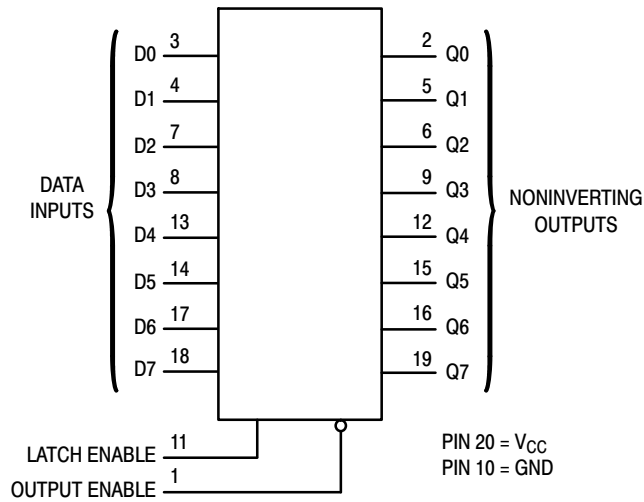 D0 3
D1 4
D2 7
D3 8
D4 13
D5 14
D6 17
D7 18
DATA
INPUTS
2 Q0
5 Q1
6 Q2
9 Q3
12 Q4
15 Q5
16 Q6
19 Q7
NONINVERTING
OUTPUTS
LATCH ENABLE 11
OUTPUT ENABLE 1
PIN 20 = VCC
PIN 10 = GND